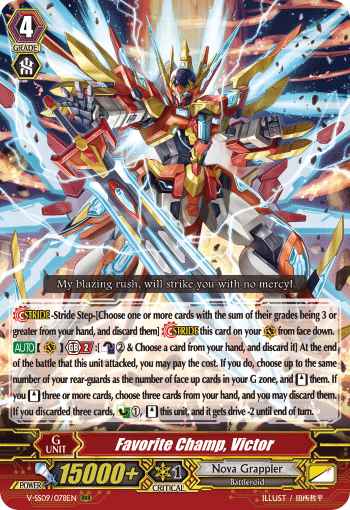 4
GRADE
My blazing rush, will strike you with no mercy!
STRIDE -Stride Step-[Choose one or more cards with the sum of their grades being 3 or
greater from your hand, and discard them] STRIDE this card on your from face down.
AUTO GB 2 : 2 & Choose a card from your hand, and discard it] At the end
of the battle that this unit attacked, you may pay the cost. If you do, choose up to the same
number of your rear-guards as the number of face up cards in your G zone, and them. If
you three or more cards, choose three cards from your hand, and you may discard them.
If you discarded three cards, 1, this unit, and it gets drive -2 until end of turn.
G
UNIT
Favorite Champ, Victor
POWER 15000+
1
CRITICAL
Nova Grappler
Battleroid
V-SS09/078EN RRR
ILLUST / 田所哲平